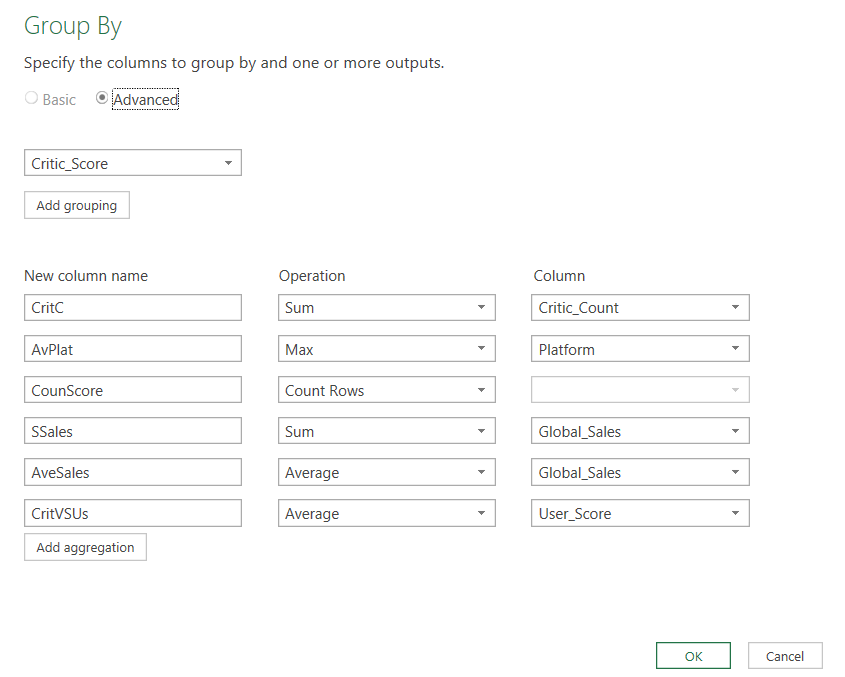 Group By
Specify the columns to group by and one or more outputs.
Basic Advanced
Critic_Score
Add grouping
New column name Operation Column
CritC Sum Critic_Count
AvPlat Max Platform
CounScore Count Rows
SSales Sum Global_Sales
AveSales Average Global_Sales
CritVSUs Average User_Score
Add aggregation
OK Cancel